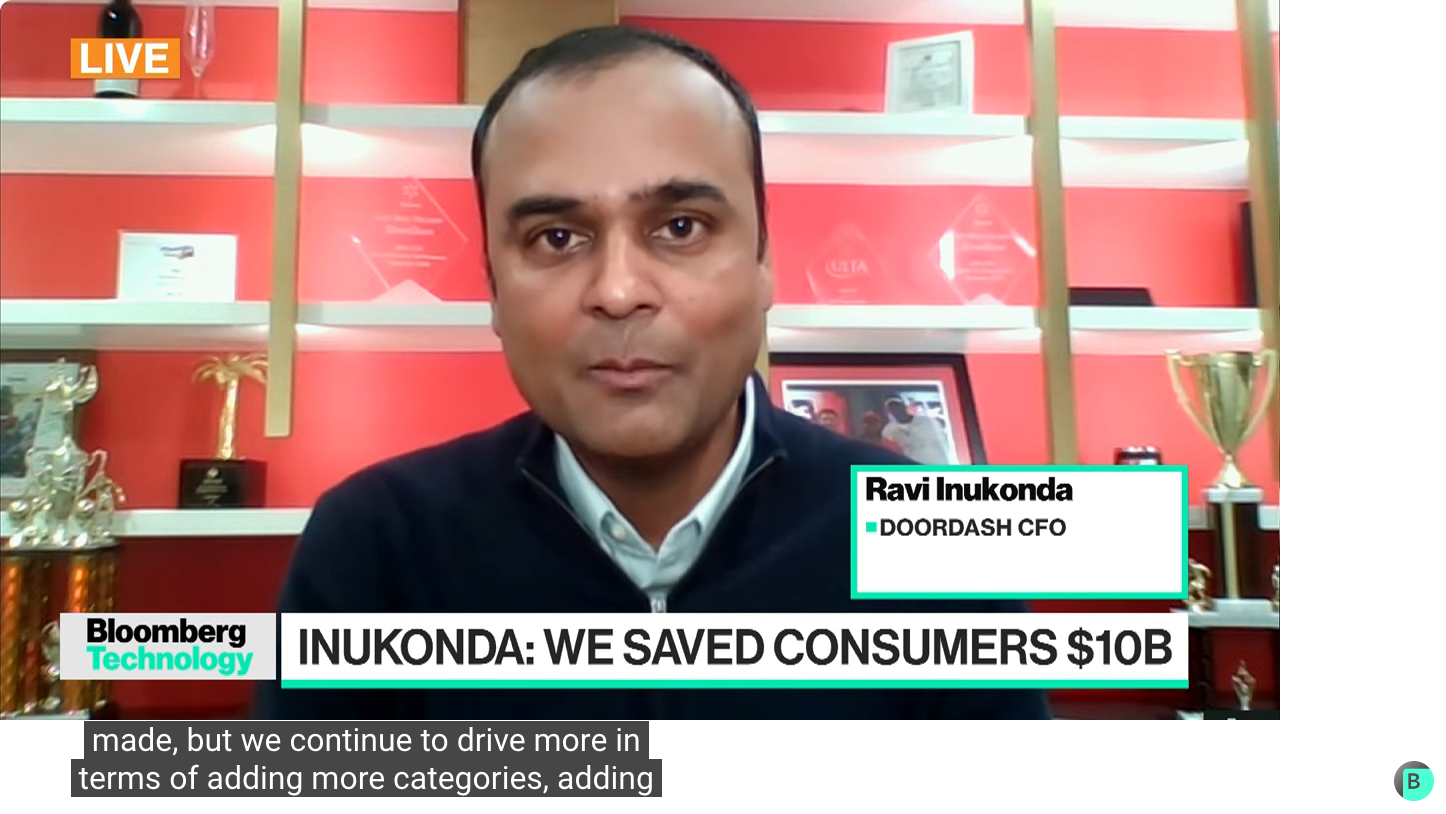 LIVE
ULTA
Ravi Inukonda
DOORDASH CFO
Bloomberg
Technology
INUKONDA: WE SAVED CONSUMERS $10B
made, but we continue to drive more in
terms of adding more categories, adding
B